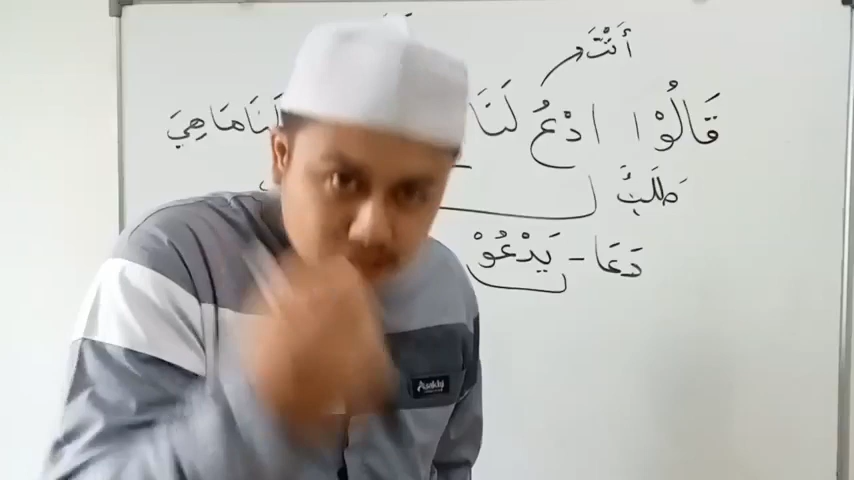 أَنْتَ
قَالُوْا ادْعُ لَنَا لَنَا مَا هِيَ
طَلَبٌ
دَعَا - يَدْعُوْ